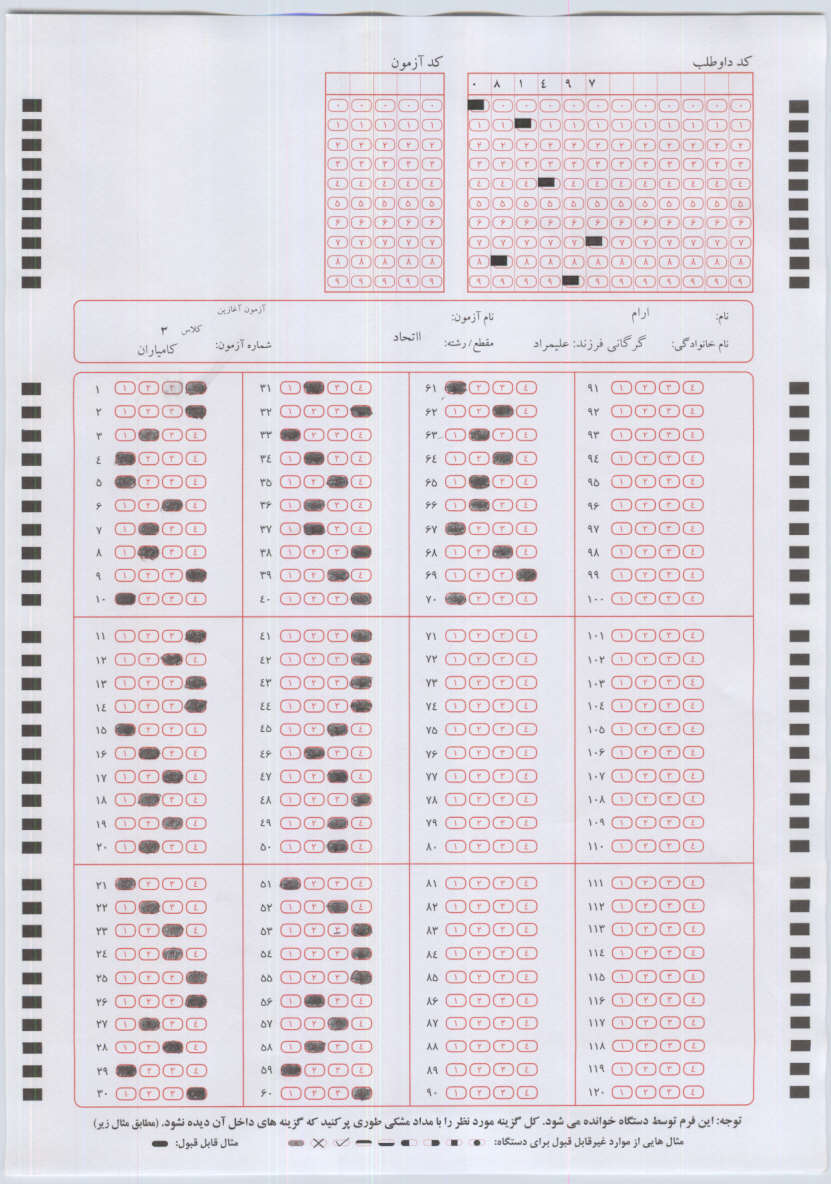 کد داوطلب
کد آزمون
۰ ۸ ۱ ٤ ۹ ۷
نام: ارام
نام خانوادگی: گرگانی فرزند: علیمراد
نام آزمون:
مقطع/رشته: ااتحاد
آزمون آغازین
کلاس ۳
شماره آزمون: کامیاران
۱ ۳۱ ۶۱ ۹۱
۲ ۳۲ ۶۲ ۹۲
۳ ۳۳ ۶۳ ۹۳
٤ ۳٤ ۶٤ ۹٤
۵ ۳۵ ۶۵ ۹۵
۶ ۳۶ ۶۶ ۹۶
۷ ۳۷ ۶۷ ۹۷
۸ ۳۸ ۶۸ ۹۸
۹ ۳۹ ۶۹ ۹۹
۱۰ ٤۰ ۷۰ ۱۰۰
۱۱ ٤۱ ۷۱ ۱۰۱
۱۲ ٤۲ ۷۲ ۱۰۲
۱۳ ٤۳ ۷۳ ۱۰۳
۱٤ ٤٤ ۷٤ ۱۰٤
۱۵ ٤۵ ۷۵ ۱۰۵
۱۶ ٤۶ ۷۶ ۱۰۶
۱۷ ٤۷ ۷۷ ۱۰۷
۱۸ ٤۸ ۷۸ ۱۰۸
۱۹ ٤۹ ۷۹ ۱۰۹
۲۰ ۵۰ ۸۰ ۱۱۰
۲۱ ۵۱ ۸۱ ۱۱۱
۲۲ ۵۲ ۸۲ ۱۱۲
۲۳ ۵۳ ۸۳ ۱۱۳
۲٤ ۵٤ ۸٤ ۱۱٤
۲۵ ۵۵ ۸۵ ۱۱۵
۲۶ ۵۶ ۸۶ ۱۱۶
۲۷ ۵۷ ۸۷ ۱۱۷
۲۸ ۵۸ ۸۸ ۱۱۸
۲۹ ۵۹ ۸۹ ۱۱۹
۳۰ ۶۰ ۹۰ ۱۲۰
توجه: این فرم توسط دستگاه خوانده می شود. کل گزینه مورد نظر را با مداد مشکی طوری پر کنید که گزینه های داخل آن دیده نشود. (مطابق مثال زیر)
مثال هایی از موارد غیرقابل قبول برای دستگاه: مثال قابل قبول: